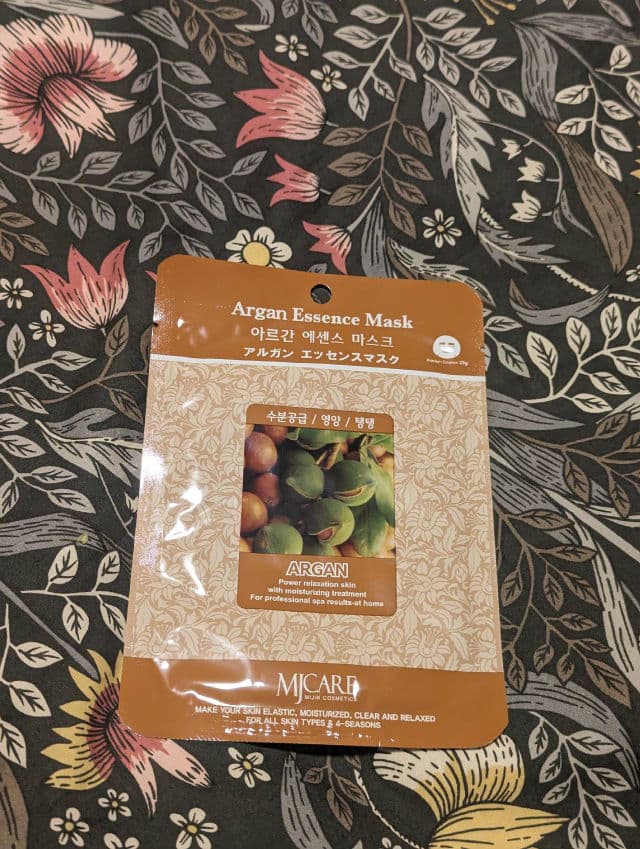 Argan Essence Mask
아르간 에센스 마스크
アルガン エッセンスマスク
수분공급 / 영양 / 탱탱
ARGAN
Power relaxation skin
with moisturizing treatment
For professional spa results-at home
MJCARE
MIJIN COSMETICS
MAKE YOUR SKIN ELASTIC, MOISTURIZED, CLEAR AND RELAXED
FOR ALL SKIN TYPES & 4-SEASONS